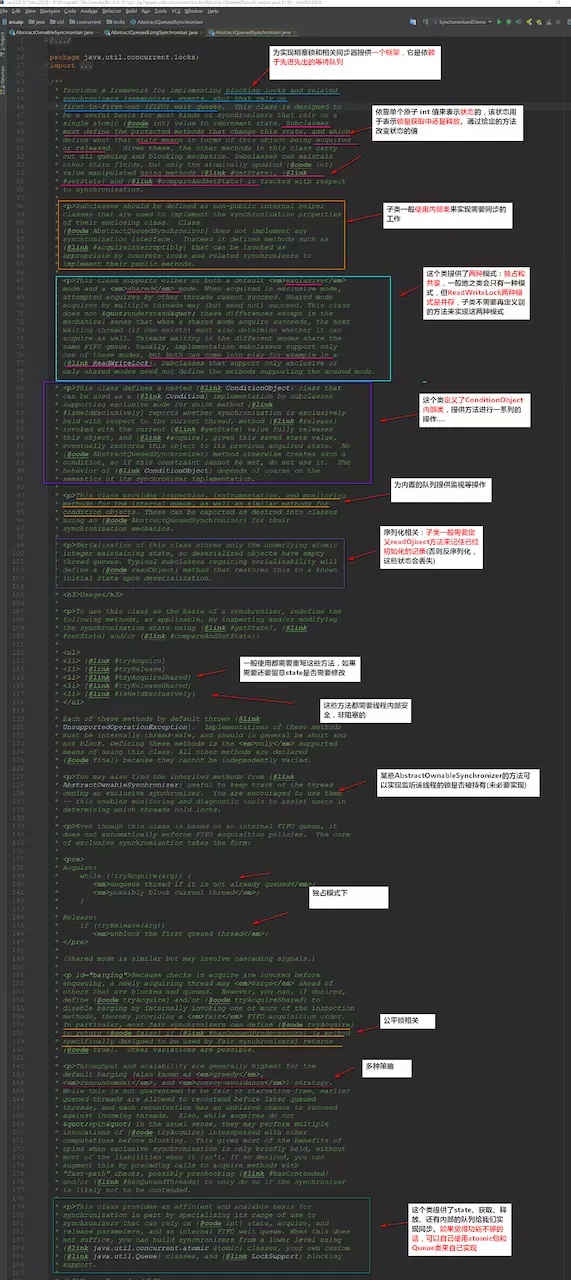 package java.util.concurrent.locks;
import ...
/**
* Provides a framework for implementing blocking locks and related
* synchronizers (semaphores, events, etc) that rely on
* first-in-first-out (FIFO) wait queues.  This class is designed to
* be a useful basis for most kinds of synchronizers that rely on a
* single atomic {@code int} value to represent state. Subclasses
* must define the protected methods that change this state, and which
* define what that state means in terms of this object being acquired
* or released.  Given these, the other methods in this class carry
* out all queuing and blocking mechanics. Subclasses can maintain
* other state fields, but only the atomically updated {@code int}
* value manipulated using methods {@link #getState}, {@link
* #setState} and {@link #compareAndSetState} is tracked with respect
* to synchronization.
为实现阻塞锁和相关同步器提供一个框架，它是依赖
于先进先出的等待队列
依靠单个原子 int 值来表示状态的，该状态用
于表示锁是获取中还是释放，通过给定的方法
改变状态的值
* <p>Subclasses should be defined as non-public internal helper
* classes that are used to implement the synchronization properties
* of their enclosing class.  Class
* {@code AbstractQueuedSynchronizer} does not implement any
* synchronization interface.  Instead it defines methods such as
* {@link #acquireInterruptibly} that can be invoked as
* appropriate by concrete locks and related synchronizers to
* implement their public methods.
子类一般使用内部类来实现需要同步的
工作
* <p>This class supports either or both a default <em>exclusive</em>
* mode and a <em>shared</em> mode. When acquired in exclusive mode,
* attempted acquires by other threads cannot succeed. Shared mode
* acquires by multiple threads may (but need not) succeed. This class
* does not &quot;understand&quot; these differences except in the
* mechanical sense that when a shared mode acquire succeeds, the next
* waiting thread (if one exists) must also determine whether it can
* acquire as well. Threads waiting in the different modes share the
* same FIFO queue. Usually, implementation subclasses support only
* one of these modes, but both can come into play for example in a
* {@link ReadWriteLock}. Subclasses that support only exclusive or
* only shared modes need not define the methods supporting the unused mode.
这个类提供了两种模式：独占和
共享，一般地之类会只有一种模
式，但ReadWriteLock两种模
式是并存，子类不需要再定义别
的方法来实现这两种模式
* <p>This class defines a nested {@link ConditionObject} class that
* can be used as a {@link Condition} implementation by subclasses
* supporting exclusive mode for which method {@link
* #isHeldExclusively} reports whether synchronization is exclusively
* held with respect to the current thread, method {@link #release}
* invoked with the current {@link #getState} value fully releases
* this object, and {@link #acquire}, given this saved state value,
* eventually restores this object to its previous acquired state.  No
* {@code AbstractQueuedSynchronizer} method otherwise creates such a
* condition, so if this constraint cannot be met, do not use it.  The
* behavior of {@link ConditionObject} depends of course on the
* semantics of its synchronizer implementation.
这个类定义了ConditionObject
内部类，提供方法进行一系列的
操作....
* <p>This class provides inspection, instrumentation, and monitoring
* methods for the internal queue, as well as similar methods for
* condition objects. These can be exported as desired into classes
* using an {@code AbstractQueuedSynchronizer} for their
* synchronization mechanics.
为内置的队列提供监视等操作
* <p>Serialization of this class stores only the underlying atomic
* integer maintaining state, so deserialized objects have empty
* thread queues. Typical subclasses requiring serializability will
* define a {@code readObject} method that restores this to a known
* initial state upon deserialization.
序列化相关：子类一般需要定
义readOjbect方法来记住已经
初始化的记录(否则反序列化，
这些状态会丢失)
* <h3>Usage</h3>
* <p>To use this class as the basis of a synchronizer, redefine the
* following methods, as applicable, by inspecting and/or modifying
* the synchronization state using {@link #getState}, {@link
* #setState} and/or {@link #compareAndSetState}:
* <ul>
* <li> {@link #tryAcquire}
* <li> {@link #tryRelease}
* <li> {@link #tryAcquireShared}
* <li> {@link #tryReleaseShared}
* <li> {@link #isHeldExclusively}
* </ul>
一般使用都需要重写这些方法，如果
需要还要留意state是否需要修改
这些方法都需要线程内部安
全，非阻塞的
* Each of these methods by default throws {@link
* UnsupportedOperationException}.  Implementations of these methods
* must be internally thread-safe, and should in general be short and
* not block. Defining these methods is the <em>only</em> supported
* means of using this class. All other methods are declared
* {@code final} because they cannot be independently varied.
* <p>You may also find the inherited methods from {@link
* AbstractOwnableSynchronizer} useful to keep track of the thread
* owning an exclusive synchronizer.  You are encouraged to use them
* -- this enables monitoring and diagnostic tools to assist users in
* determining which threads hold locks.
某些AbstractOwnableSynchronizer的方法可
以实现监听该线程的锁是否被持有(未必要实现)
* <p>Even though this class is based on an internal FIFO queue, it
* does not automatically enforce FIFO acquisition policies.  The core
* of exclusive synchronization takes the form:
* <pre>
* Acquire:
*     while (!tryAcquire(arg)) {
*        <em>enqueue thread if it is not already queued</em>;
*        <em>possibly block current thread</em>;
*     }
独占模式下
* Release:
*     if (tryRelease(arg))
*        <em>unblock the first queued thread</em>;
* </pre>
* (Shared mode is similar but may involve cascading signals.)
* <p id="barging">Because checks in acquire are invoked before
* enqueuing, a newly acquiring thread may <em>barge</em> ahead of
* others that are blocked and queued.  However, you can, if desired,
* define {@code tryAcquire} and/or {@code tryAcquireShared} to
* disable barging by internally invoking one or more of the inspection
* methods, thereby providing a <em>fair</em> FIFO acquisition order.
* In particular, most fair synchronizers can define {@code tryAcquire}
* to return {@code false} if {@link #hasQueuedPredecessors} (a method
* specifically designed to be used by fair synchronizers) returns
* {@code true}.  Other variations are possible.
公平锁相关
* <p>Throughput and scalability are generally highest for the
* default barging (also known as <em>greedy</em>,
* <em>renouncement</em>, and <em>convoy-avoidance</em>) strategy.
* While this is not guaranteed to be fair or starvation-free, earlier
* queued threads are allowed to recontend before later queued
* threads, and each recontention has an unbiased chance to succeed
* against incoming threads.  Also, while acquires do not
* &quot;spin&quot; in the usual sense, they may perform multiple
* invocations of {@code tryAcquire} interspersed with other
* computations before blocking.  This gives most of the benefits of
* spins when exclusive synchronization is only briefly held, without
* most of the liabilities when it isn't. If so desired, you can
* augment this by preceding calls to acquire methods with
* "fast-path" checks, possibly prechecking {@link #hasContended}
* and/or {@link #hasQueuedThreads} to only do so if the synchronizer
* is likely not to be contended.
多种策略
* <p>This class provides an efficient and scalable basis for
* synchronization in part by specializing its range of use to
* synchronizers that can rely on {@code int} state, acquire, and
* release parameters, and an internal FIFO wait queue. When this does
* not suffice, you can build synchronizers from a lower level using
* {@link java.util.concurrent.atomic atomic} classes, your own custom
* {@link java.util.Queue} classes, and {@link LockSupport} blocking
* support.
这个类提供了state、获取、释
放、还有内部的队列给我们实
现同步，如果觉得功能不够的
话，可以自己使用atomic包和
Queue类来自己实现